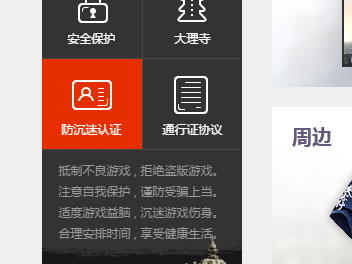 安全保护
大理寺
防沉迷认证
通行证协议
周边
抵制不良游戏，拒绝盗版游戏。
注意自我保护，谨防受骗上当。
适度游戏益脑，沉迷游戏伤身。
合理安排时间，享受健康生活。